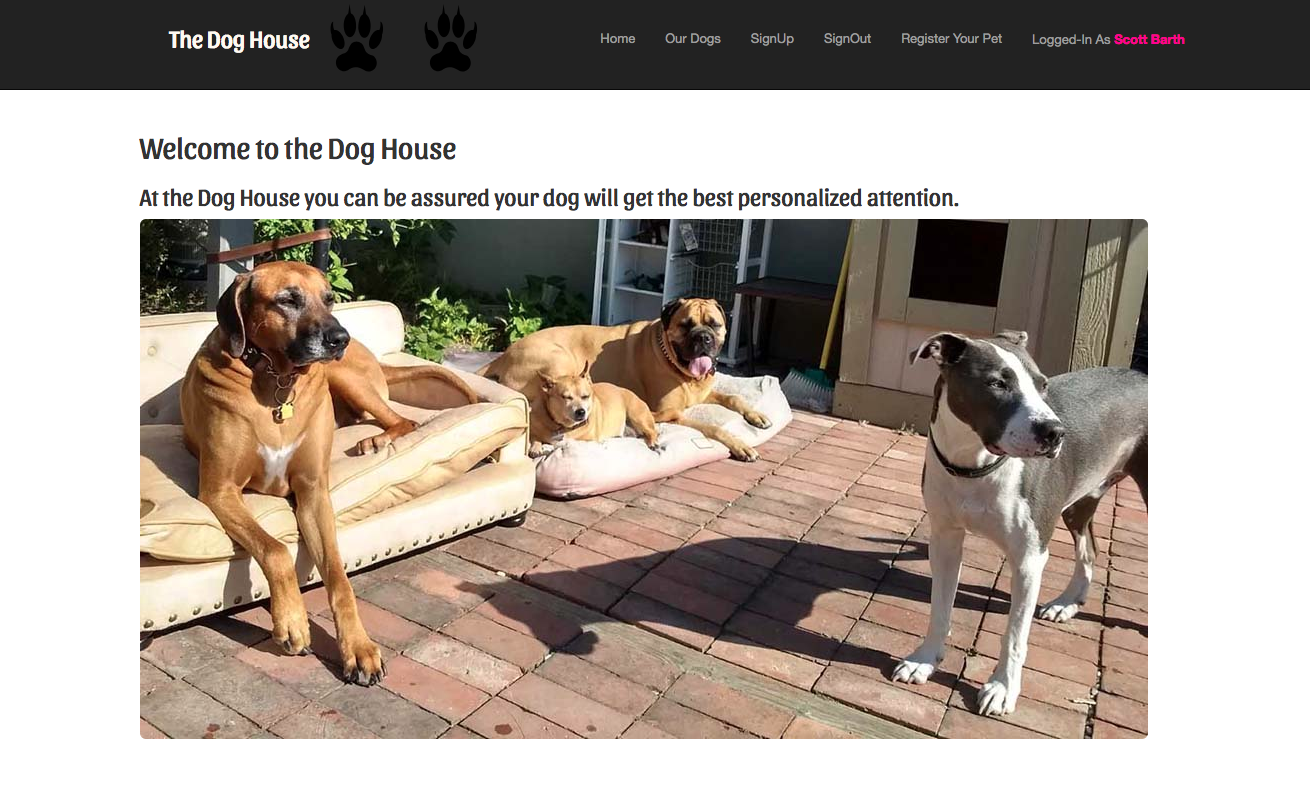 The Dog House
Home Our Dogs SignUp SignOut Register Your Pet Logged-In As Scott Barth
Welcome to the Dog House
At the Dog House you can be assured your dog will get the best personalized attention.